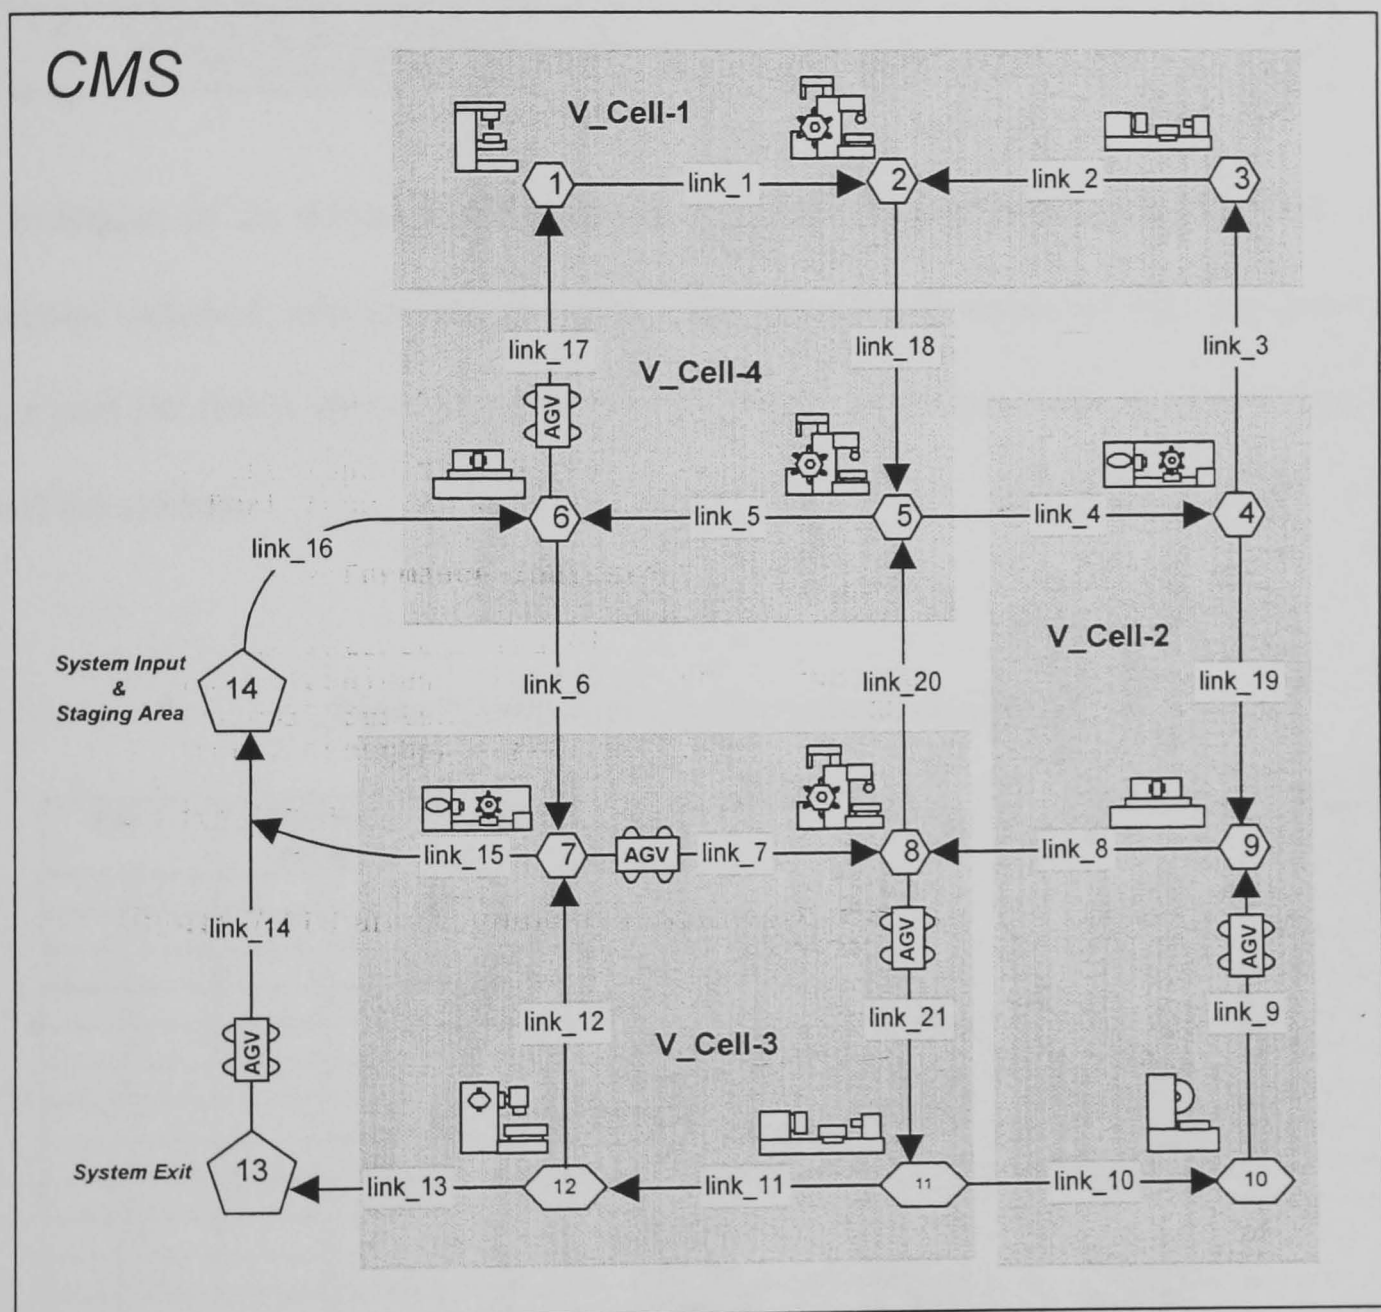 CMS
V_Cell-1
1
link_1
2
link_2
3
link_17
link_18
link_3
V_Cell-4
AGV
6
link_5
5
link_4
4
link_16
V_Cell-2
System Input
&
Staging Area
14
link_6
link_20
link_19
link_15
7
AGV
link_7
8
link_8
9
link_14
AGV
AGV
link_12
link_21
link_9
V_Cell-3
AGV
System Exit
13
link_13
12
link_11
11
link_10
10